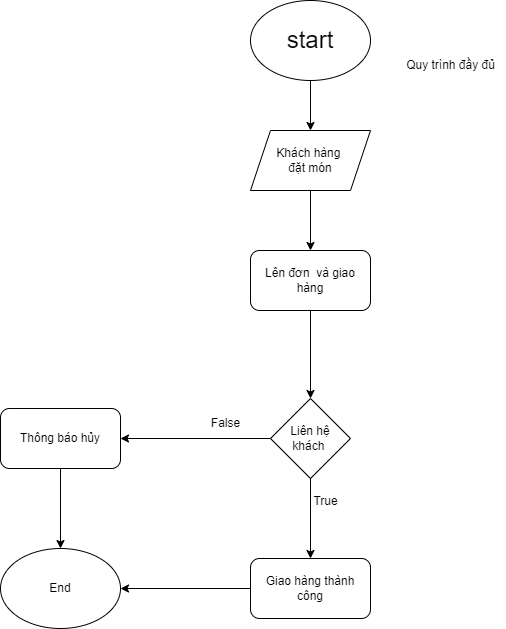 start
Quy trình đầy đủ
Khách hàng
đặt món
Lên đơn  và giao
hàng
False
Liên hệ
khách
Thông báo hủy
True
Giao hàng thành
công
End